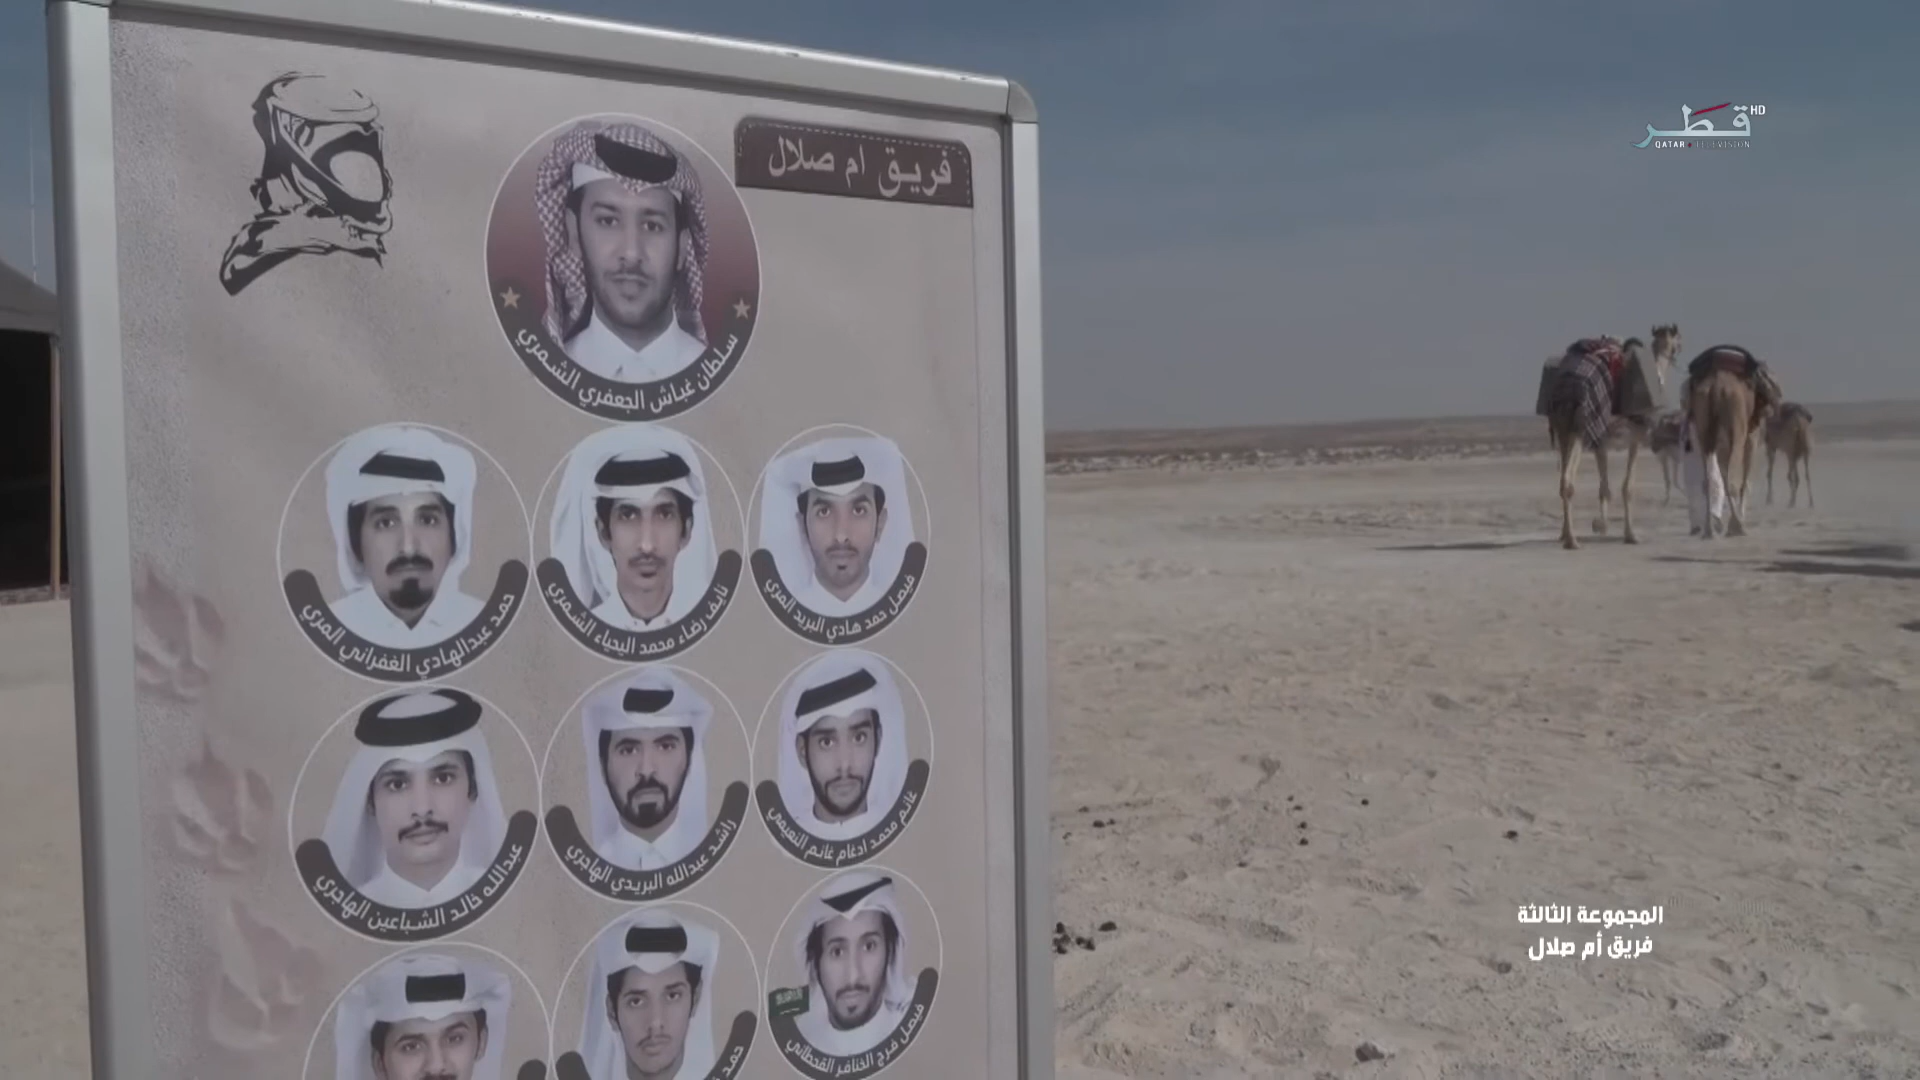 فريق ام صلال
قطر HD
QATAR TELEVISION
سلطان غباش الجعفري الشمري
فيصل حمد هادي البريد المري
نايف رضاء محمد اليحياء الشمري
حمد عبدالهادي الغفراني المري
غانم محمد ادغام غانم النعيمي
راشد عبدالله البريدي الهاجري
عبدالله خالد الشباعين الهاجري
فيصل فرج الخنافر القحطاني
حمد
المجموعة الثالثة
فريق أم صلال